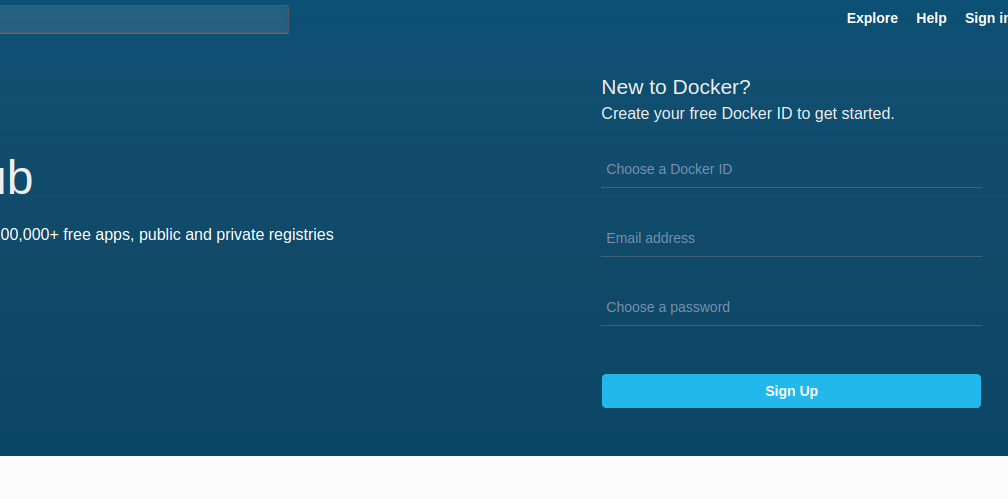 Explore Help Sign in
New to Docker?
Create your free Docker ID to get started.
Choose a Docker ID
ub
00,000+ free apps, public and private registries
Email address
Choose a password
Sign Up